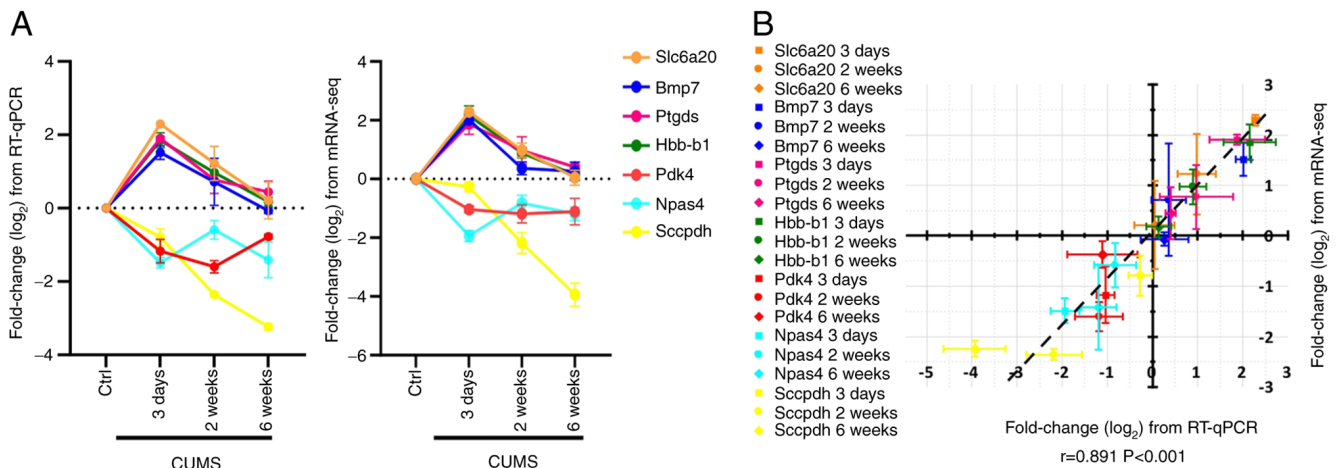 A
Fold-change (log2) from RT-qPCR
4
2
0
−2
−4
Ctrl
3 days
2 weeks
6 weeks
CUMS
Fold-change (log2) from mRNA-seq
4
2
0
−2
−4
−6
Ctrl
3 days
2 weeks
6 weeks
CUMS
Slc6a20
Bmp7
Ptgds
Hbb-b1
Pdk4
Npas4
Sccpdh
B
Slc6a20 3 days
Slc6a20 2 weeks
Slc6a20 6 weeks
Bmp7 3 days
Bmp7 2 weeks
Bmp7 6 weeks
Ptgds 3 days
Ptgds 2 weeks
Ptgds 6 weeks
Hbb-b1 3 days
Hbb-b1 2 weeks
Hbb-b1 6 weeks
Pdk4 3 days
Pdk4 2 weeks
Pdk4 6 weeks
Npas4 3 days
Npas4 2 weeks
Npas4 6 weeks
Sccpdh 3 days
Sccpdh 2 weeks
Sccpdh 6 weeks
3
2
1
0
-1
-2
-3
-5 -4 -3 -2 -1 0 1 2 3
Fold-change (log2) from mRNA-seq
Fold-change (log2) from RT-qPCR
r=0.891 P<0.001